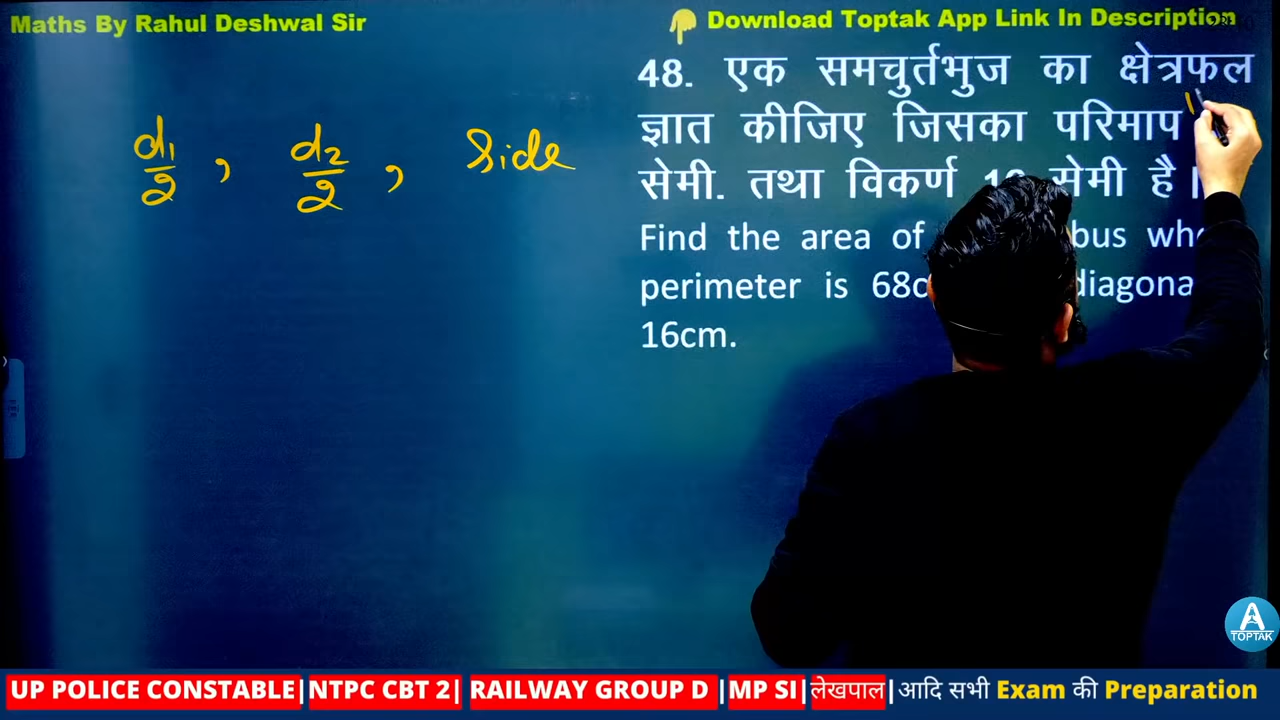 Maths By Rahul Deshwal Sir
Download Toptak App Link In Description
48. एक समचुर्तभुज का क्षेत्रफल
ज्ञात कीजिए जिसका परिमाप
सेमी. तथा विकर्ण सेमी है |
Find the area of
perimeter is
16cm.
d₁/2 , d₂/2 , Side
A
TOPTAK
UP POLICE CONSTABLE| NTPC CBT 2| RAILWAY GROUP D | MP SI| लेखपाल | आदि सभी Exam की Preparation